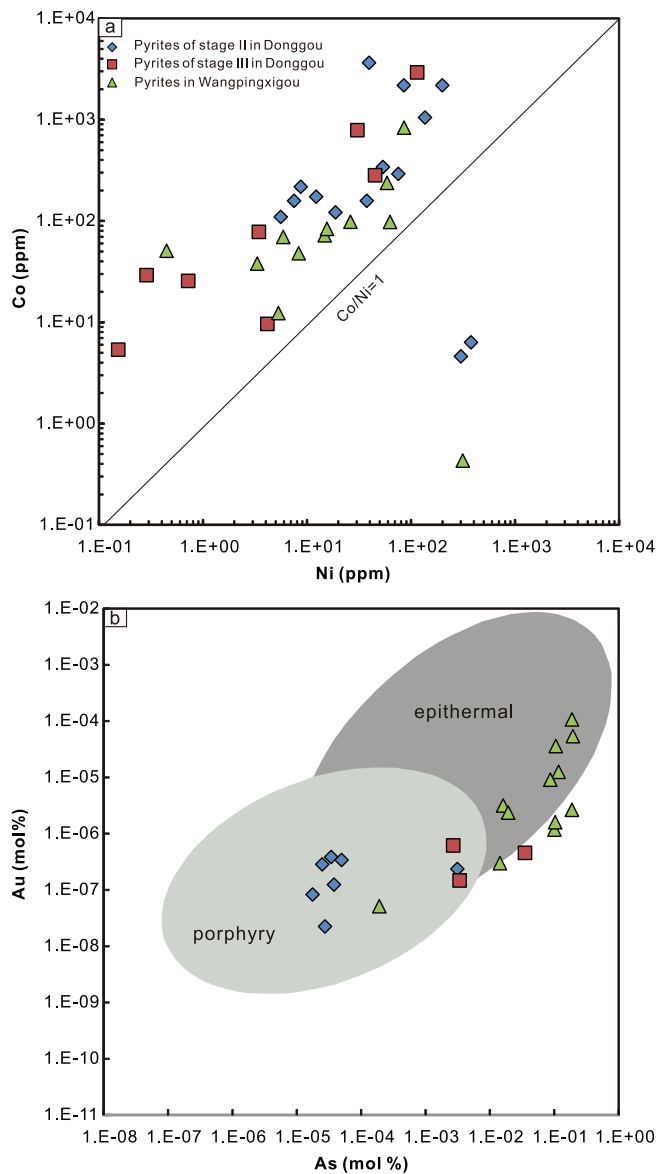 a
Pyrites of stage II in Donggou
Pyrites of stage III in Donggou
Pyrites in Wangpingxigou
1.E+04
1.E+03
1.E+02
1.E+01
1.E+00
1.E-01
Co (ppm)
Co/Ni=1
1.E-01 1.E+00 1.E+01 1.E+02 1.E+03 1.E+04
Ni (ppm)
b
1.E-02
1.E-03
1.E-04
1.E-05
1.E-06
1.E-07
1.E-08
1.E-09
1.E-10
1.E-11
Au (mol%)
epithermal
porphyry
1.E-08 1.E-07 1.E-06 1.E-05 1.E-04 1.E-03 1.E-02 1.E-01 1.E+00
As (mol %)